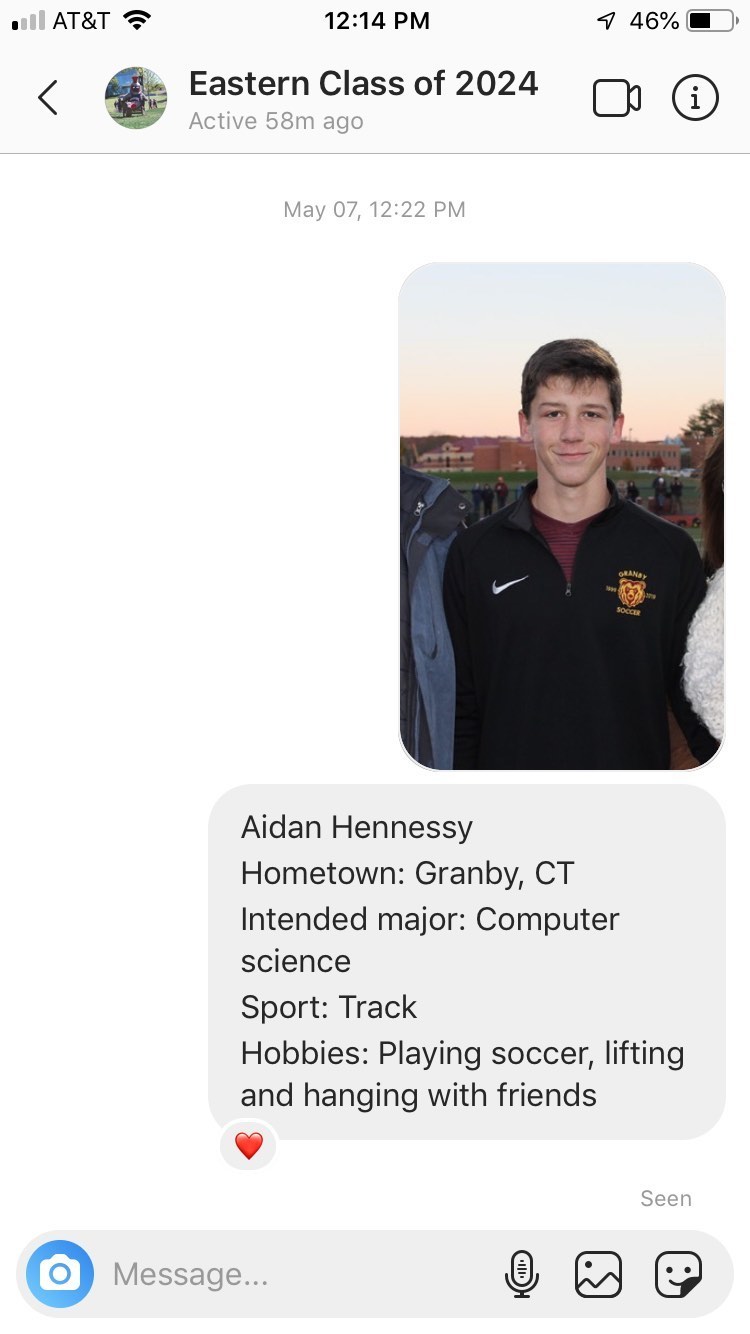 AT&T 12:14 PM 46%
Eastern Class of 2024
Active 58m ago
May 07, 12:22 PM
GRANBY
SOCCER
Aidan Hennessy
Hometown: Granby, CT
Intended major: Computer
science
Sport: Track
Hobbies: Playing soccer, lifting
and hanging with friends
Seen
Message...